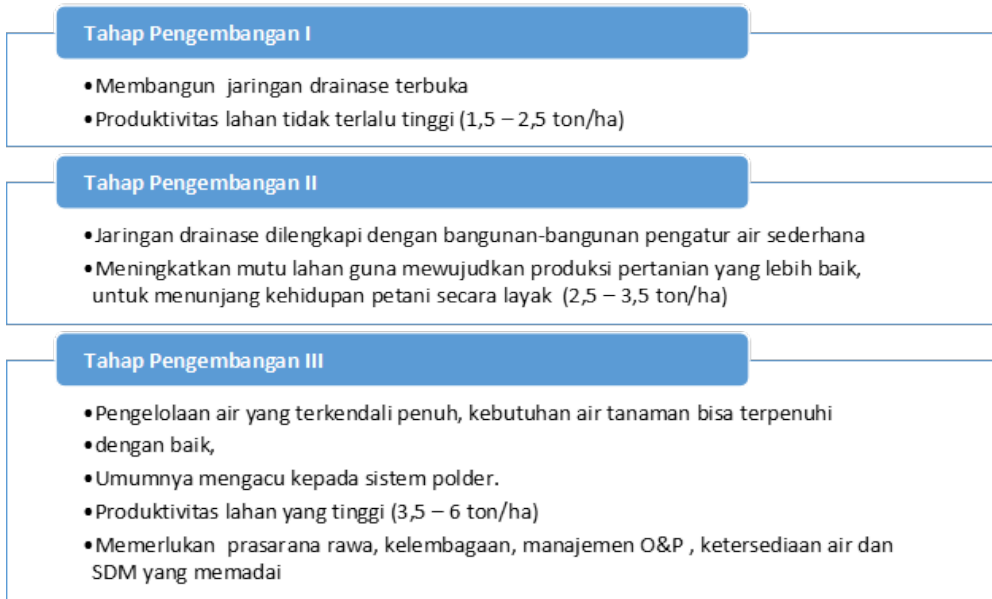 Tahap Pengembangan I
•Membangun jaringan drainase terbuka
•Produktivitas lahan tidak terlalu tinggi (1,5 – 2,5 ton/ha)
Tahap Pengembangan II
•Jaringan drainase dilengkapi dengan bangunan-bangunan pengatur air sederhana
•Meningkatkan mutu lahan guna mewujudkan produksi pertanian yang lebih baik,
untuk menunjang kehidupan petani secara layak (2,5 – 3,5 ton/ha)
Tahap Pengembangan III
•Pengelolaan air yang terkendali penuh, kebutuhan air tanaman bisa terpenuhi
•dengan baik,
•Umumnya mengacu kepada sistem polder.
•Produktivitas lahan yang tinggi (3,5 – 6 ton/ha)
•Memerlukan prasarana rawa, kelembagaan, manajemen O&P , ketersediaan air dan
SDM yang memadai